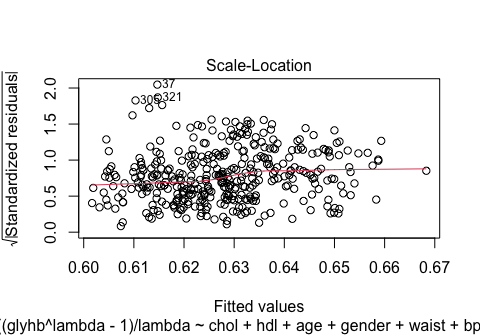 Scale-Location
√|Standardized residuals|
2.0
1.5
1.0
0.5
0.0
37
305
321
0.60 0.61 0.62 0.63 0.64 0.65 0.66 0.67
Fitted values
((glyhb^lambda - 1)/lambda ~ chol + hdl + age + gender + waist + bp